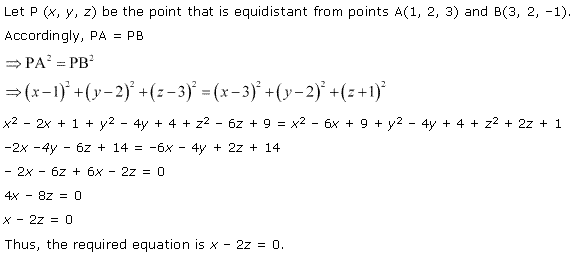 Let P (x, y, z) be the point that is equidistant from points A(1, 2, 3) and B(3, 2, −1).
Accordingly, PA = PB
⇒ PA² = PB²
⇒ (x−1)² + (y−2)² + (z−3)² = (x−3)² + (y−2)² + (z+1)²
x² − 2x + 1 + y² − 4y + 4 + z² − 6z + 9 = x² − 6x + 9 + y² − 4y + 4 + z² + 2z + 1
−2x −4y − 6z + 14 = −6x − 4y + 2z + 14
− 2x − 6z + 6x − 2z = 0
4x − 8z = 0
x − 2z = 0
Thus, the required equation is x − 2z = 0.